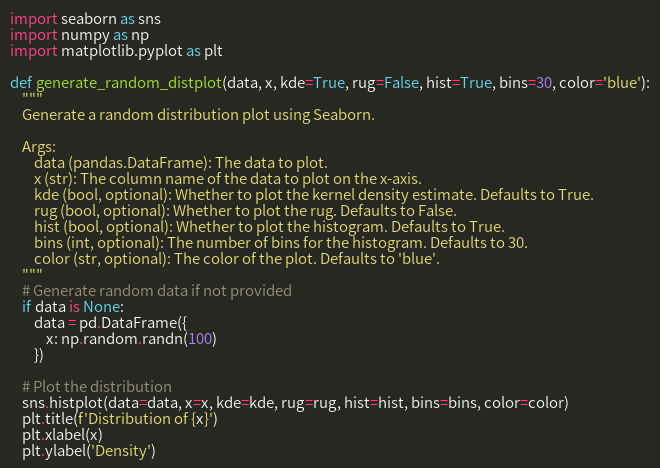 import seaborn as sns
import numpy as np
import matplotlib.pyplot as plt
def generate_random_distplot(data, x, kde=True, rug=False, hist=True, bins=30, color='blue'):
"""
Generate a random distribution plot using Seaborn.
Args:
data (pandas.DataFrame): The data to plot.
x (str): The column name of the data to plot on the x-axis.
kde (bool, optional): Whether to plot the kernel density estimate. Defaults to True.
rug (bool, optional): Whether to plot the rug. Defaults to False.
hist (bool, optional): Whether to plot the histogram. Defaults to True.
bins (int, optional): The number of bins for the histogram. Defaults to 30.
color (str, optional): The color of the plot. Defaults to 'blue'.
"""
# Generate random data if not provided
if data is None:
data = pd.DataFrame({
x: np.random.randn(100)
})
# Plot the distribution
sns.histplot(data=data, x=x, kde=kde, rug=rug, hist=hist, bins=bins, color=color)
plt.title(f'Distribution of {x}')
plt.xlabel(x)
plt.ylabel('Density')